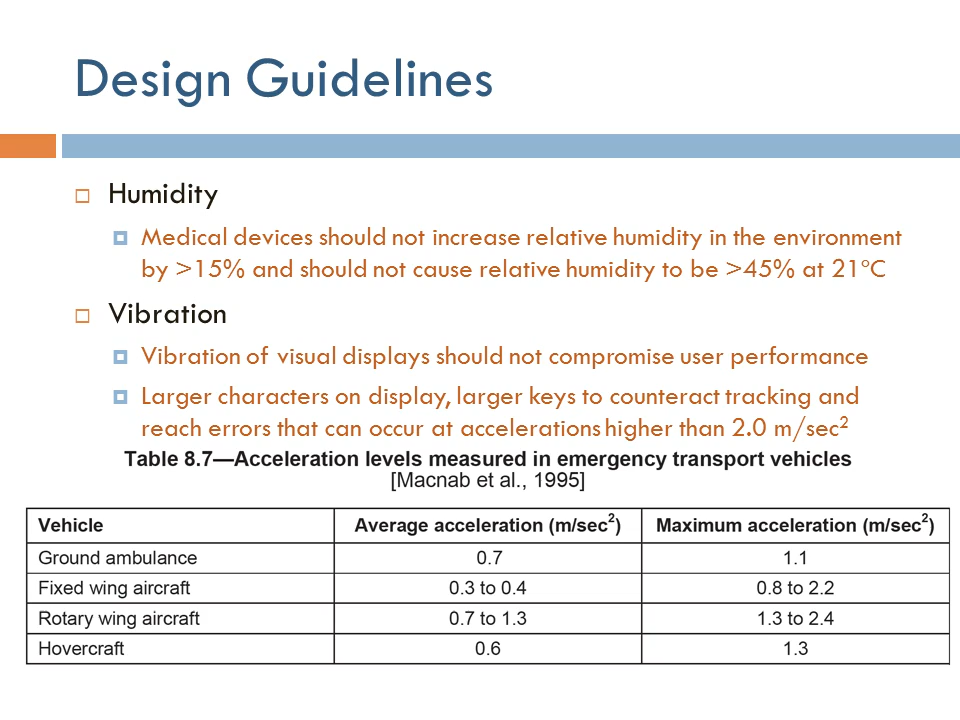 Design Guidelines
Humidity
Medical devices should not increase relative humidity in the environment
by >15% and should not cause relative humidity to be >45% at 21°C
Vibration
Vibration of visual displays should not compromise user performance
Larger characters on display, larger keys to counteract tracking and
reach errors that can occur at accelerations higher than 2.0 m/sec²
Table 8.7—Acceleration levels measured in emergency transport vehicles
[Macnab et al., 1995]
Vehicle Average acceleration (m/sec²) Maximum acceleration (m/sec²)
Ground ambulance 0.7 1.1
Fixed wing aircraft 0.3 to 0.4 0.8 to 2.2
Rotary wing aircraft 0.7 to 1.3 1.3 to 2.4
Hovercraft 0.6 1.3